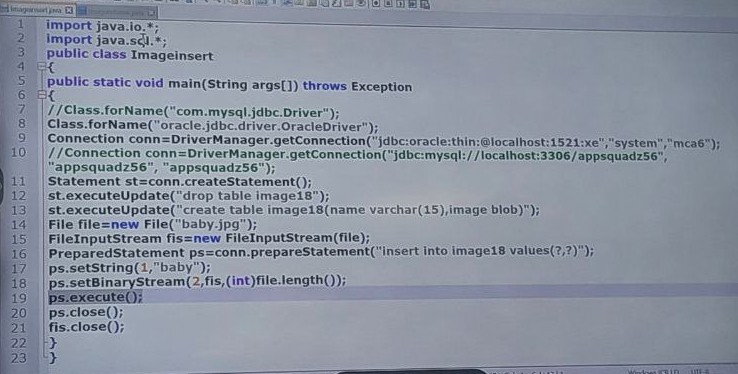 Imageinsert.java
1 import java.io.*;
2 import java.sql.*;
3 public class Imageinsert
4 {
5 public static void main(String args[]) throws Exception
6 {
7 //Class.forName("com.mysql.jdbc.Driver");
8 Class.forName("oracle.jdbc.driver.OracleDriver");
9 Connection conn=DriverManager.getConnection("jdbc:oracle:thin:@localhost:1521:xe","system","mca6");
10 //Connection conn=DriverManager.getConnection("jdbc:mysql://localhost:3306/appsquadz56",
"appsquadz56", "appsquadz56");
11 Statement st=conn.createStatement();
12 st.executeUpdate("drop table image18");
13 st.executeUpdate("create table image18(name varchar(15),image blob)");
14 File file=new File("baby.jpg");
15 FileInputStream fis=new FileInputStream(file);
16 PreparedStatement ps=conn.prepareStatement("insert into image18 values(?,?)");
17 ps.setString(1,"baby");
18 ps.setBinaryStream(2,fis,(int)file.length());
19 ps.execute();
20 ps.close();
21 fis.close();
22 }
23 }